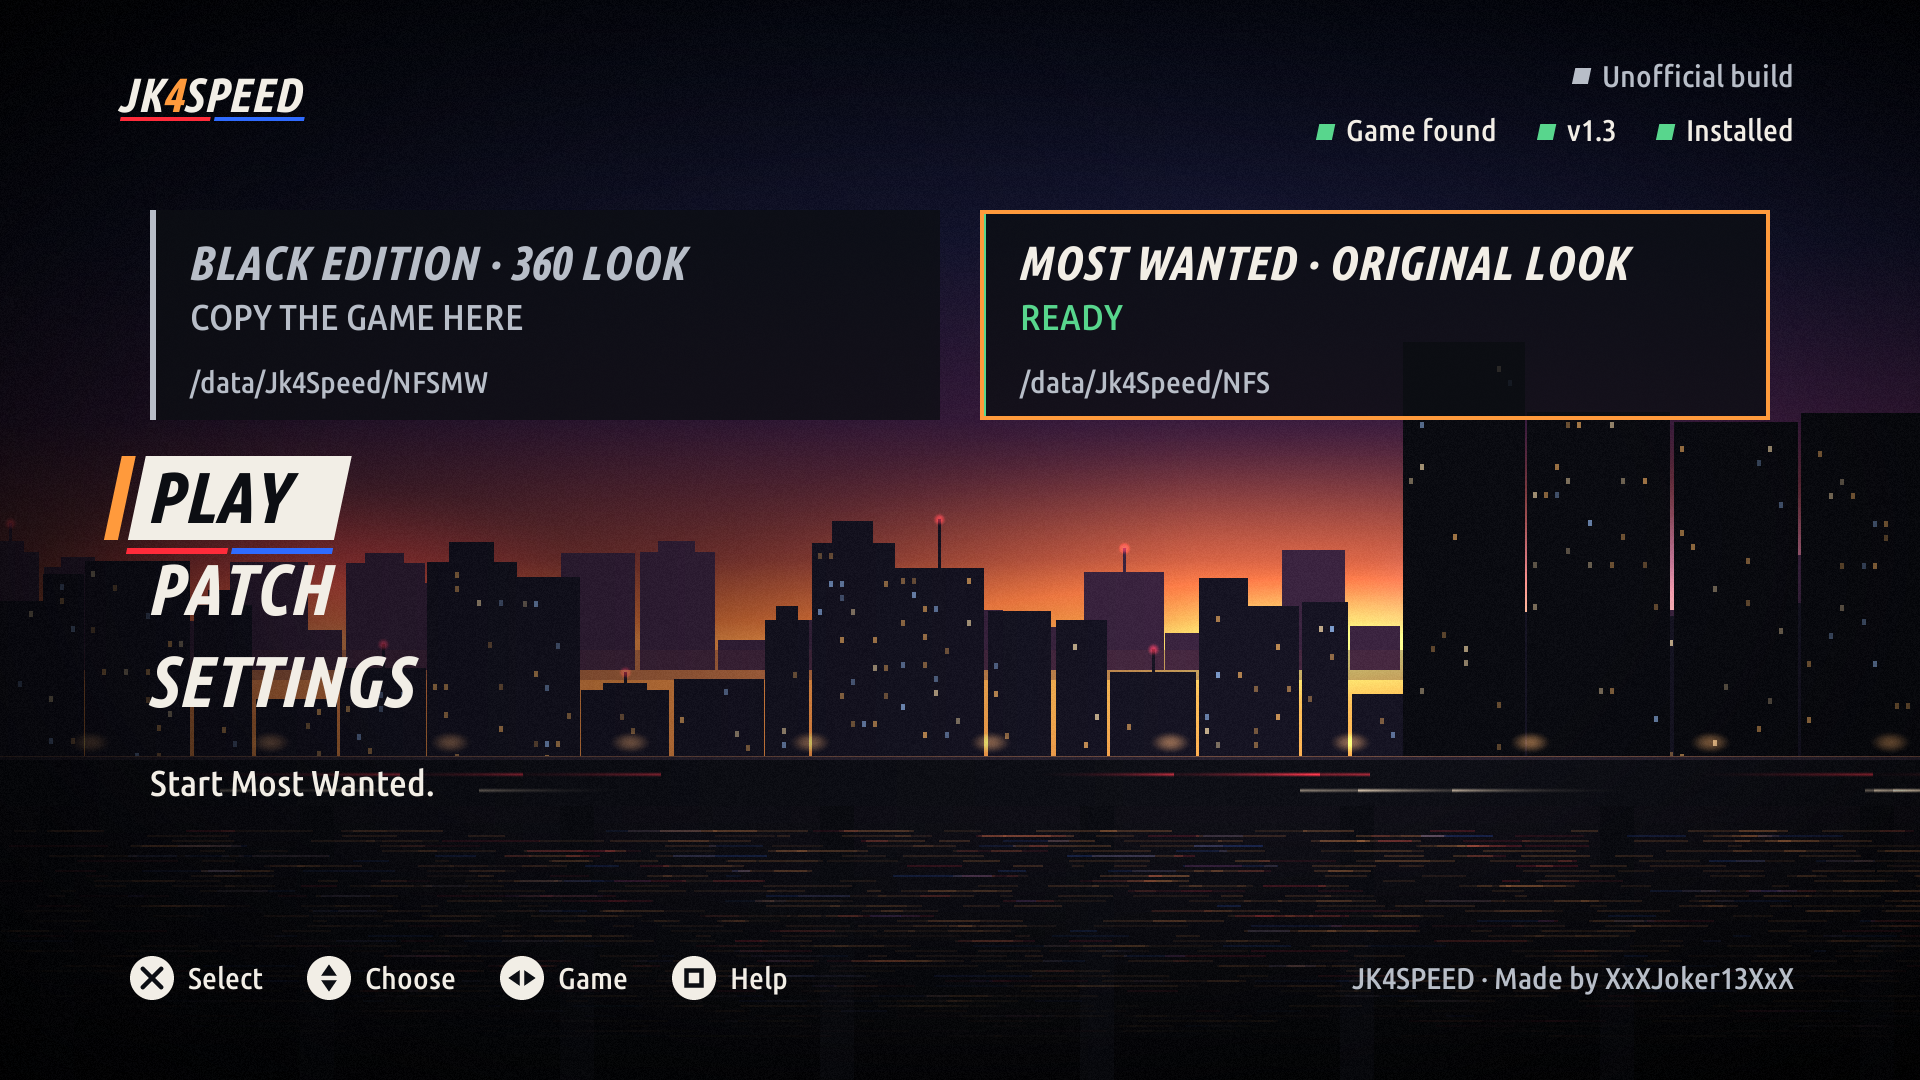 JK4SPEED
Unofficial build
Game found v1.3 Installed
BLACK EDITION · 360 LOOK
COPY THE GAME HERE
/data/Jk4Speed/NFSMW
MOST WANTED · ORIGINAL LOOK
READY
/data/Jk4Speed/NFS
PLAY
PATCH
SETTINGS
Start Most Wanted.
Select Choose Game Help
JK4SPEED · Made by XxXJoker13XxX